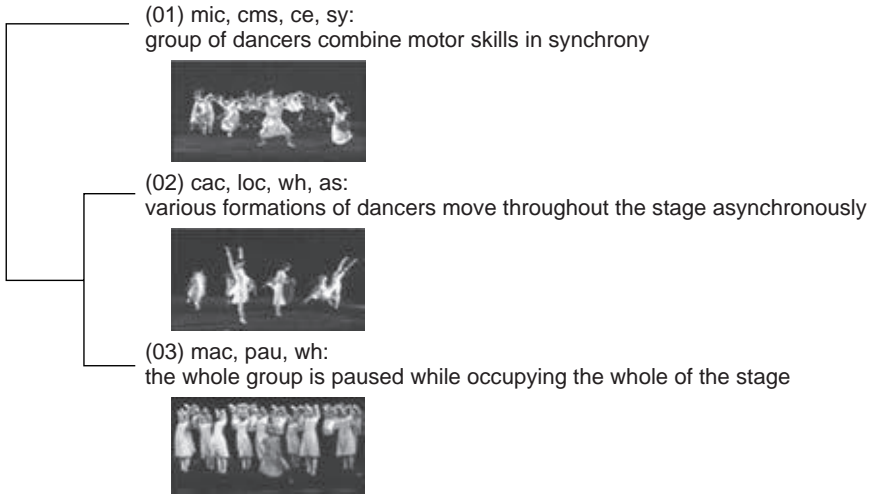 (01) mic, cms, ce, sy:
group of dancers combine motor skills in synchrony
(02) cac, loc, wh, as:
various formations of dancers move throughout the stage asynchronously
(03) mac, pau, wh:
the whole group is paused while occupying the whole of the stage